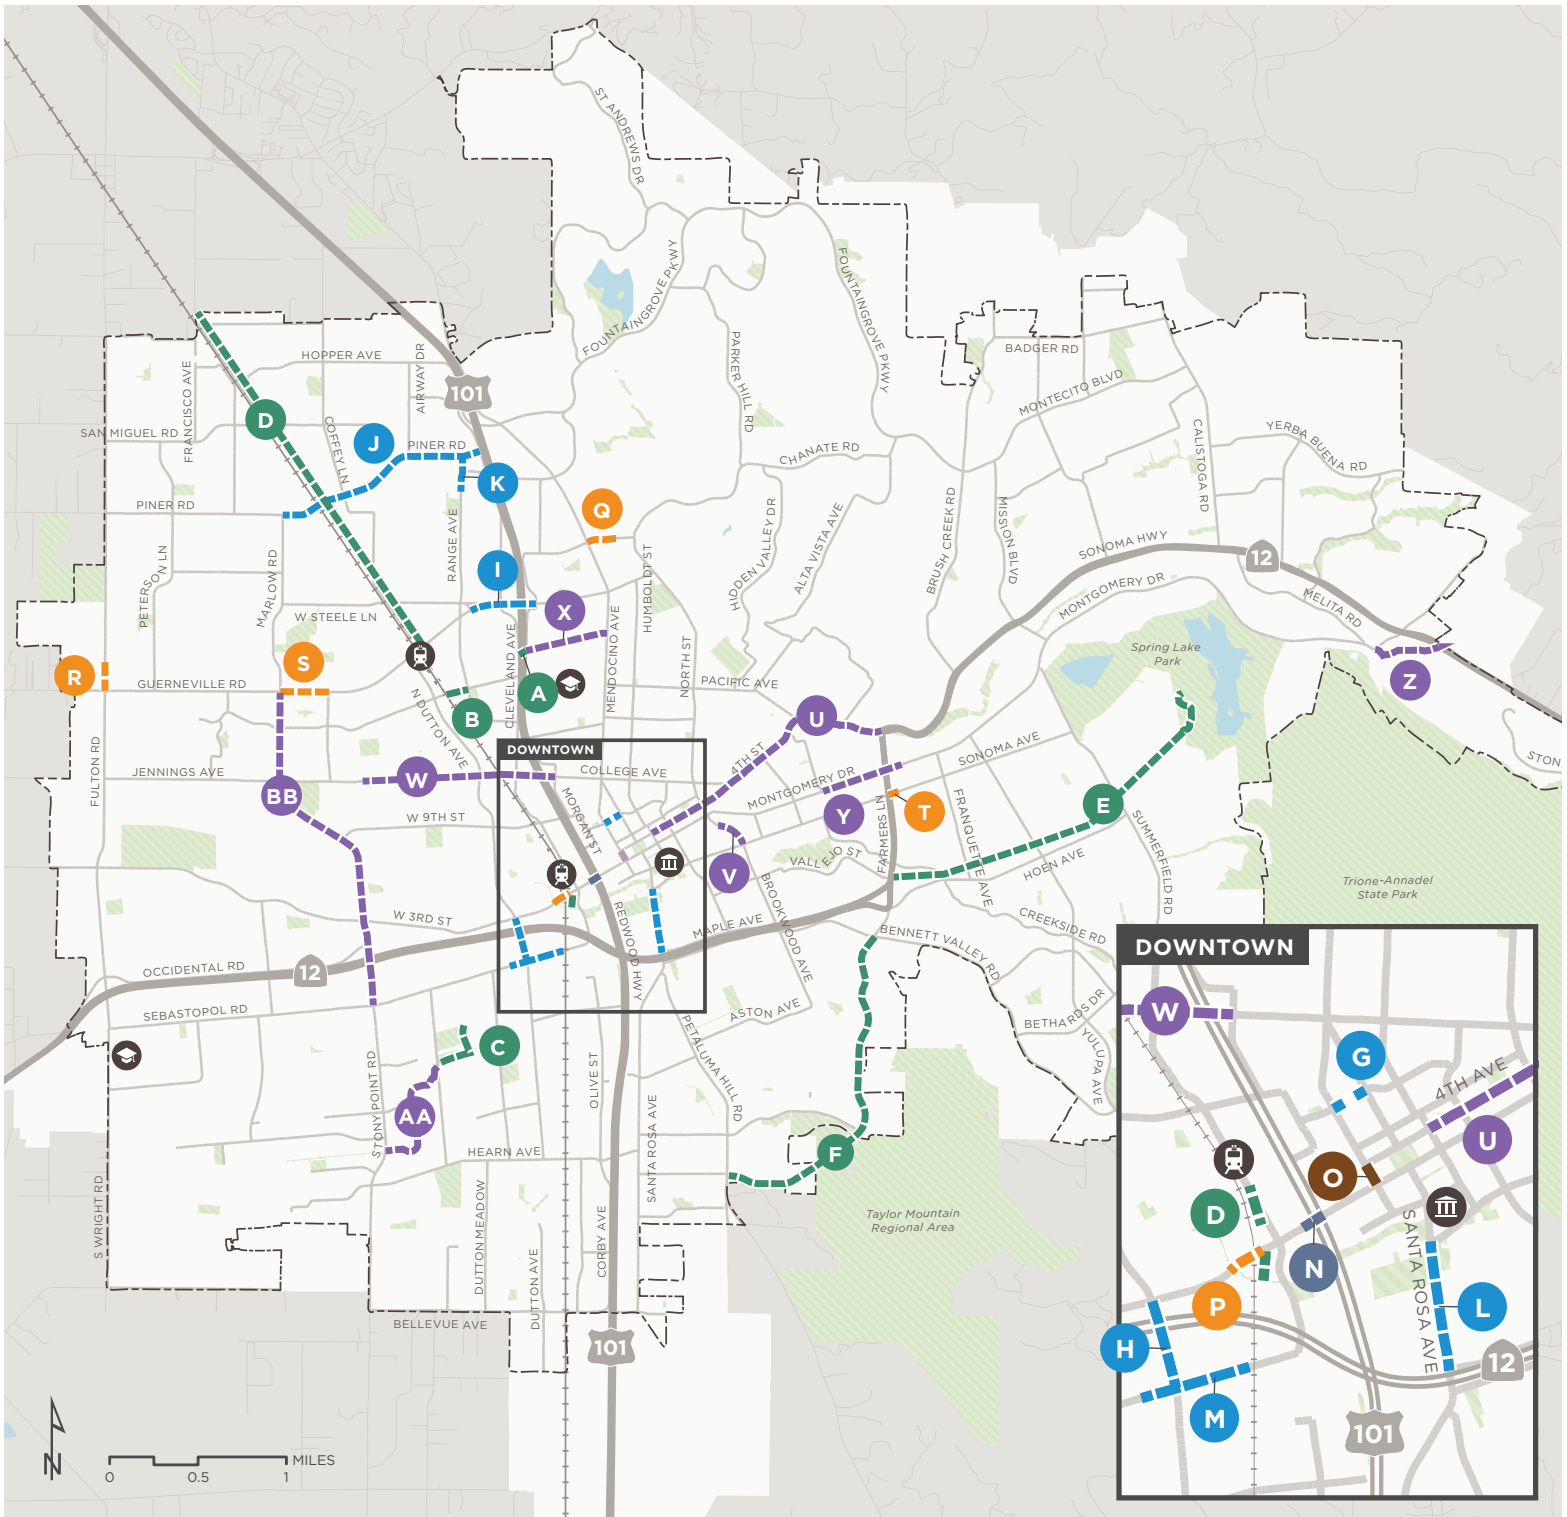 ST ANDREWS DR
FOUNTAINGROVE PKWY
FOUNTAINGROVE PKWY
HOPPER AVE
AIRWAY DR
101
FRANCISCO AVE
PARKER HILL RD
BADGER RD
MONTECITO BLVD
D
SAN MIGUEL RD
COFFEY LN
J
PINER RD
K
CHANATE RD
CALISTOGA RD
YERBA BUENA RD
PINER RD
Q
RANGE AVE
HIDDEN VALLEY DR
ALTA VISTA AVE
BRUSH CREEK RD
MISSION BLVD
SONOMA HWY
12
PETERSON LN
MARLOW RD
I
HUMBOLDT ST
MONTGOMERY DR
MELITA RD
W STEELE LN
X
CLEVELAND AVE
MENDOCINO AVE
NORTH ST
Spring Lake
Park
R
S
GUERNEVILLE RD
N DUTTON AVE
A
B
PACIFIC AVE
U
Z
FULTON RD
DOWNTOWN
4TH ST
SONOMA AVE
STON
JENNINGS AVE
W
COLLEGE AVE
MONTGOMERY DR
BB
MORGAN ST
Y
T
E
FARMERS LN
FRANQUETTE AVE
SUMMERFIELD RD
W 9TH ST
VALLEJO ST
HOEN AVE
V
BROOKWOOD AVE
Trione-Annadel
State Park
W 3RD ST
REDWOOD HWY
MAPLE AVE
CREEKSIDE RD
BENNETT VALLEY RD
OCCIDENTAL RD
12
SEBASTOPOL RD
ASTON AVE
BETHARDS DR
YULUPA AVE
C
PETALUMA HILL RD
STONY POINT RD
OLIVE ST
AA
SANTA ROSA AVE
HEARN AVE
F
S WRIGHT RD
DUTTON MEADOW
DUTTON AVE
CORBY AVE
Taylor Mountain
Regional Area
BELLEVUE AVE
101
N
MILES
0
0.5
1
DOWNTOWN
W
G
4TH AVE
U
O
D
N
SANTA ROSA AVE
P
L
H
12
M
101